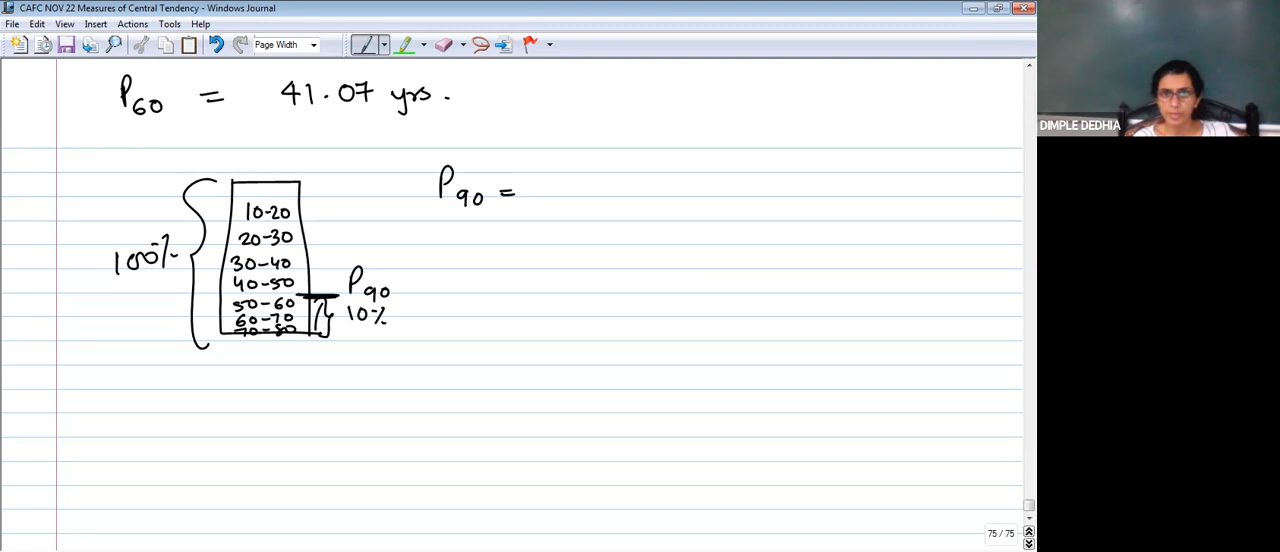 CAFC NOV 22 Measures of Central Tendency - Windows Journal
File Edit View Insert Actions Tools Help
Page Width
DIMPLE DEDHIA
P60 = 41.07 yrs.
P90 =
100%
10-20
20-30
30-40
40-50
P90
50-60
10%
60-70
70-80
75 / 75